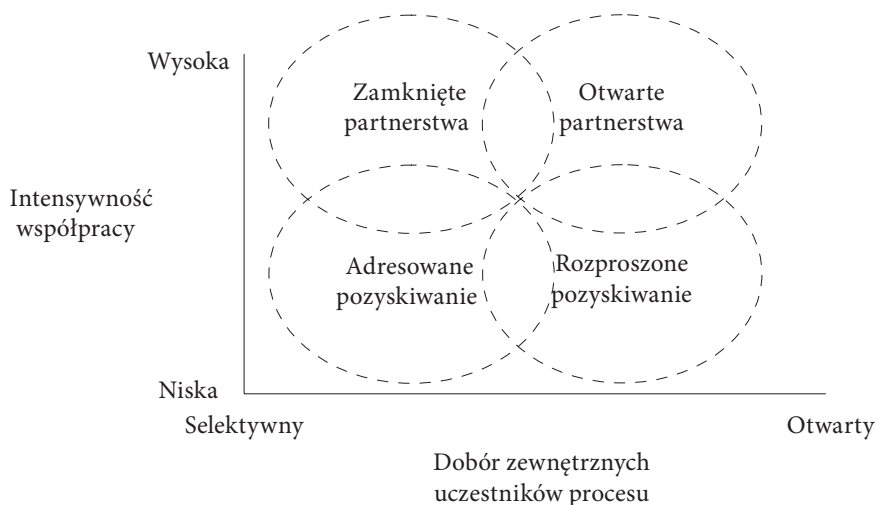 Wysoka
Zamknięte
partnerstwa
Otwarte
partnerstwa
Intensywność
współpracy
Adresowane
pozyskiwanie
Rozproszone
pozyskiwanie
Niska
Selektywny
Otwarty
Dobór zewnętrznych
uczestników procesu